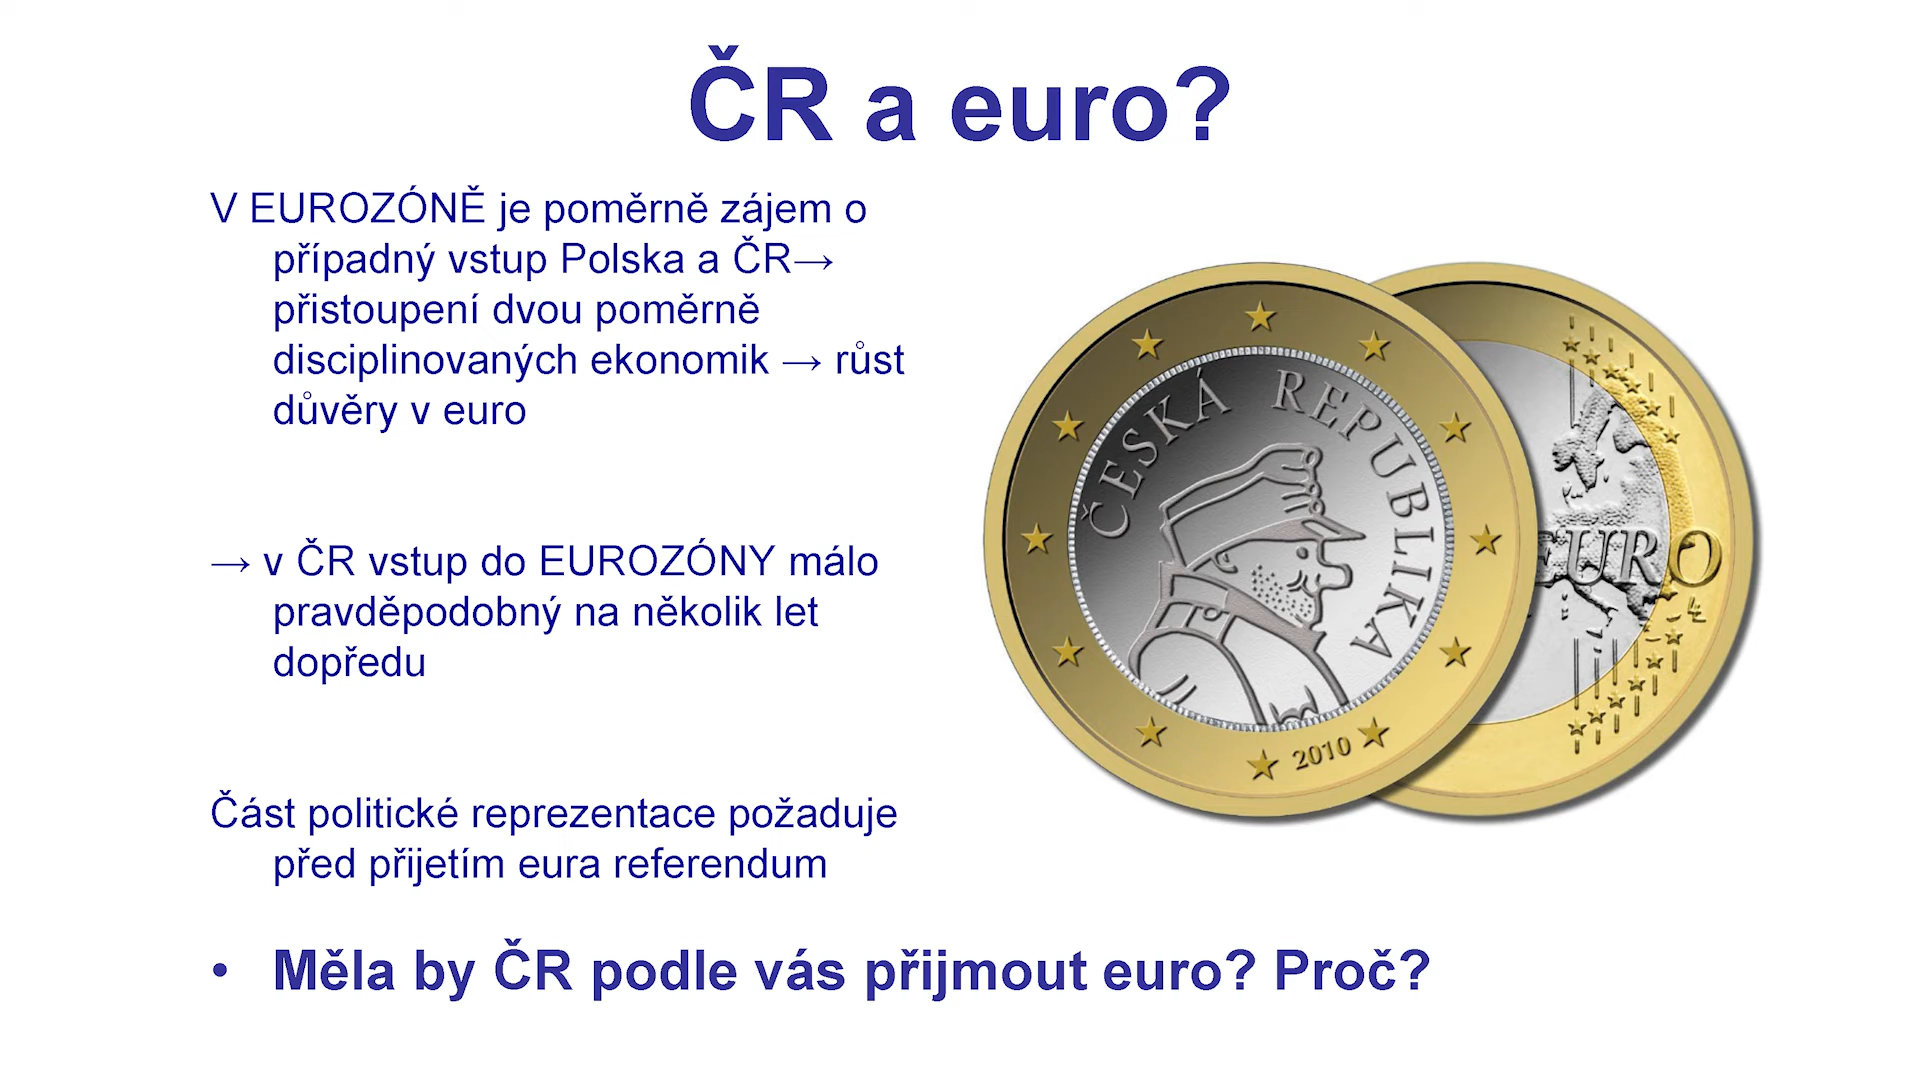 ČR a euro?
V EUROZÓNĚ je poměrně zájem o
případný vstup Polska a ČR→
přistoupení dvou poměrně
disciplinovaných ekonomik → růst
důvěry v euro
→ v ČR vstup do EUROZÓNY málo
pravděpodobný na několik let
dopředu
Část politické reprezentace požaduje
před přijetím eura referendum
• Měla by ČR podle vás přijmout euro? Proč?
ČESKÁ REPUBLIKA
2010
EURO